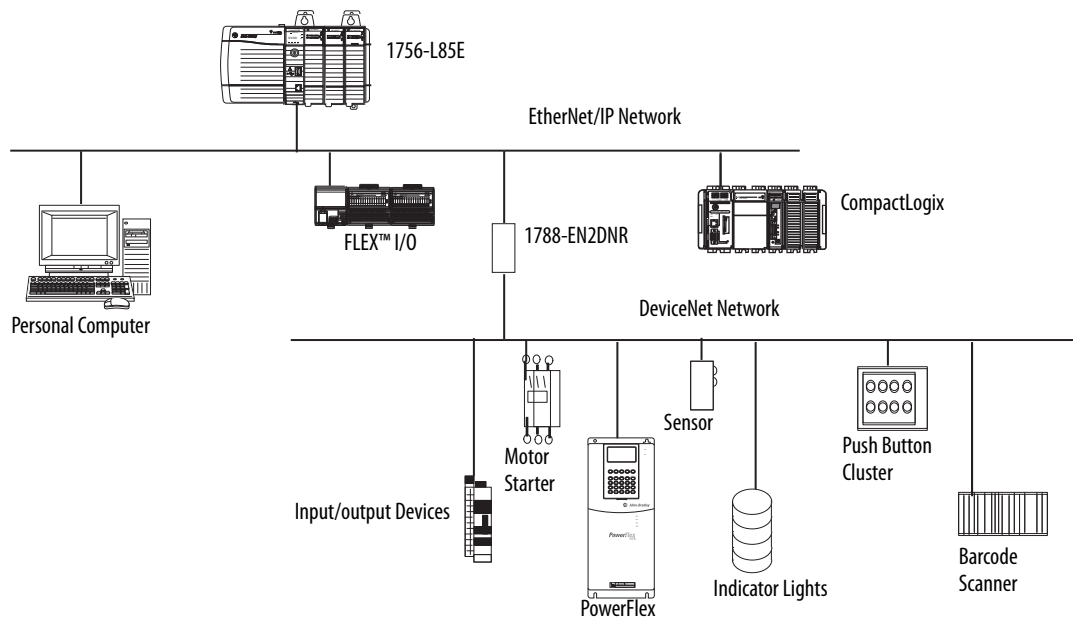 1756-L85E
EtherNet/IP Network
CompactLogix
FLEX™ I/O
1788-EN2DNR
Personal Computer
DeviceNet Network
Sensor
Motor
Starter
Push Button
Cluster
Input/output Devices
PowerFlex
Indicator Lights
Barcode
Scanner
PowerFlex